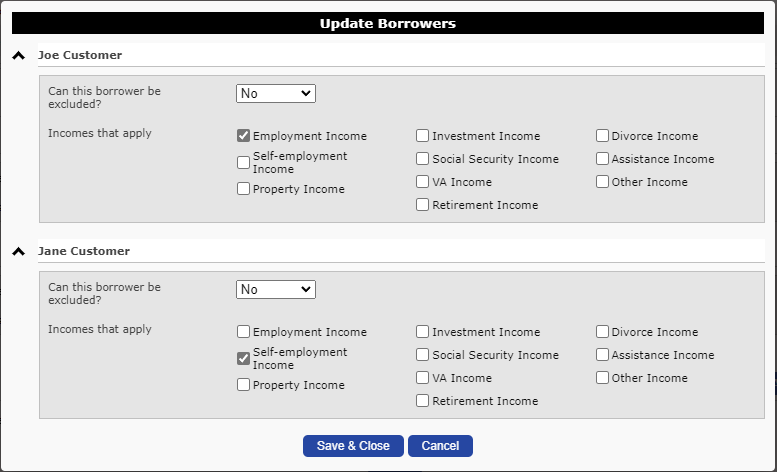 Update Borrowers
Joe Customer
Can this borrower be
excluded?
No
Incomes that apply
Employment Income
Investment Income
Divorce Income
Self-employment
Income
Social Security Income
Assistance Income
Property Income
VA Income
Other Income
Retirement Income
Jane Customer
Can this borrower be
excluded?
No
Incomes that apply
Employment Income
Investment Income
Divorce Income
Self-employment
Income
Social Security Income
Assistance Income
Property Income
VA Income
Other Income
Retirement Income
Save & Close
Cancel